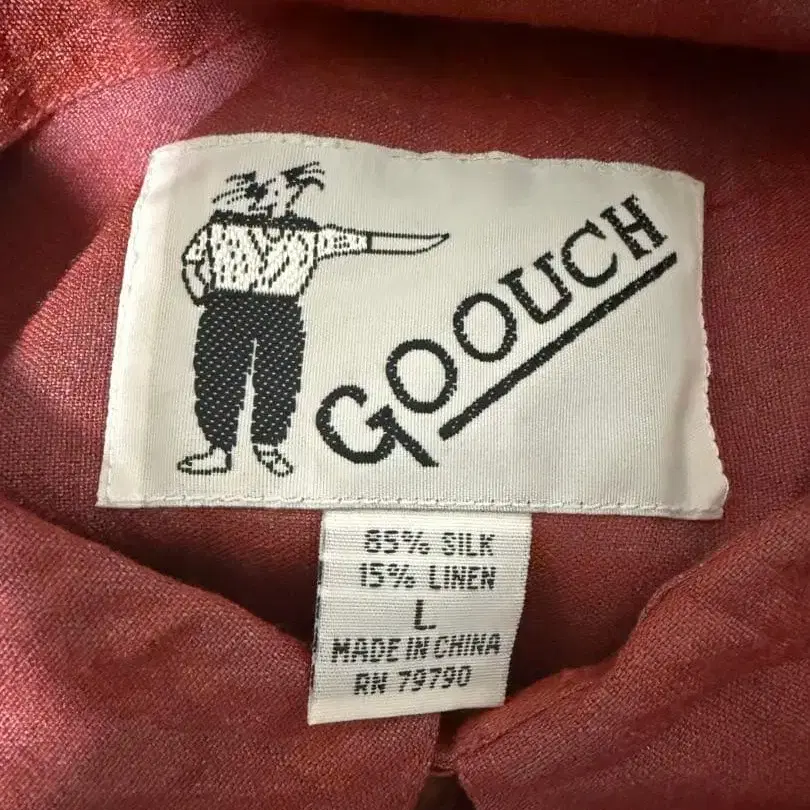 GOOUCH
85% SILK
15% LINEN
L
MADE IN CHINA
RN 79790